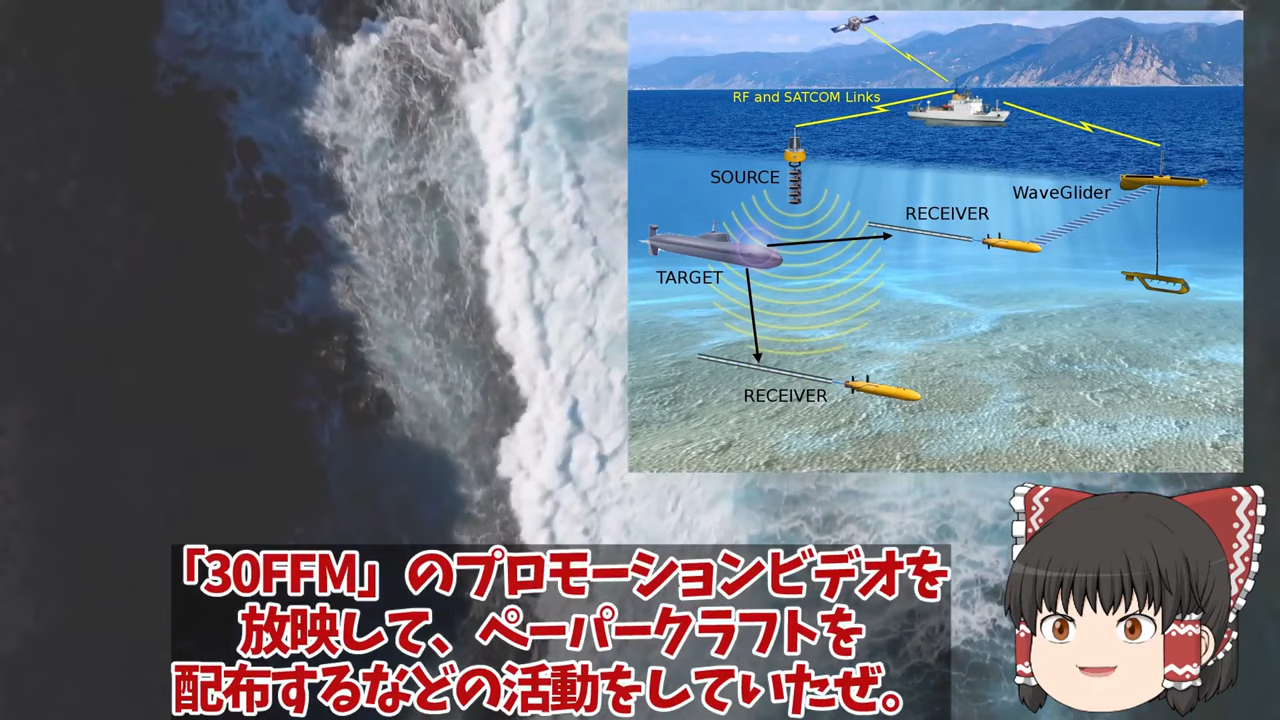 RF and SATCOM Links
SOURCE
WaveGlider
RECEIVER
TARGET
RECEIVER
「30FFM」のプロモーションビデオを
放映して、ペーパークラフトを
配布するなどの活動をしていたぜ。